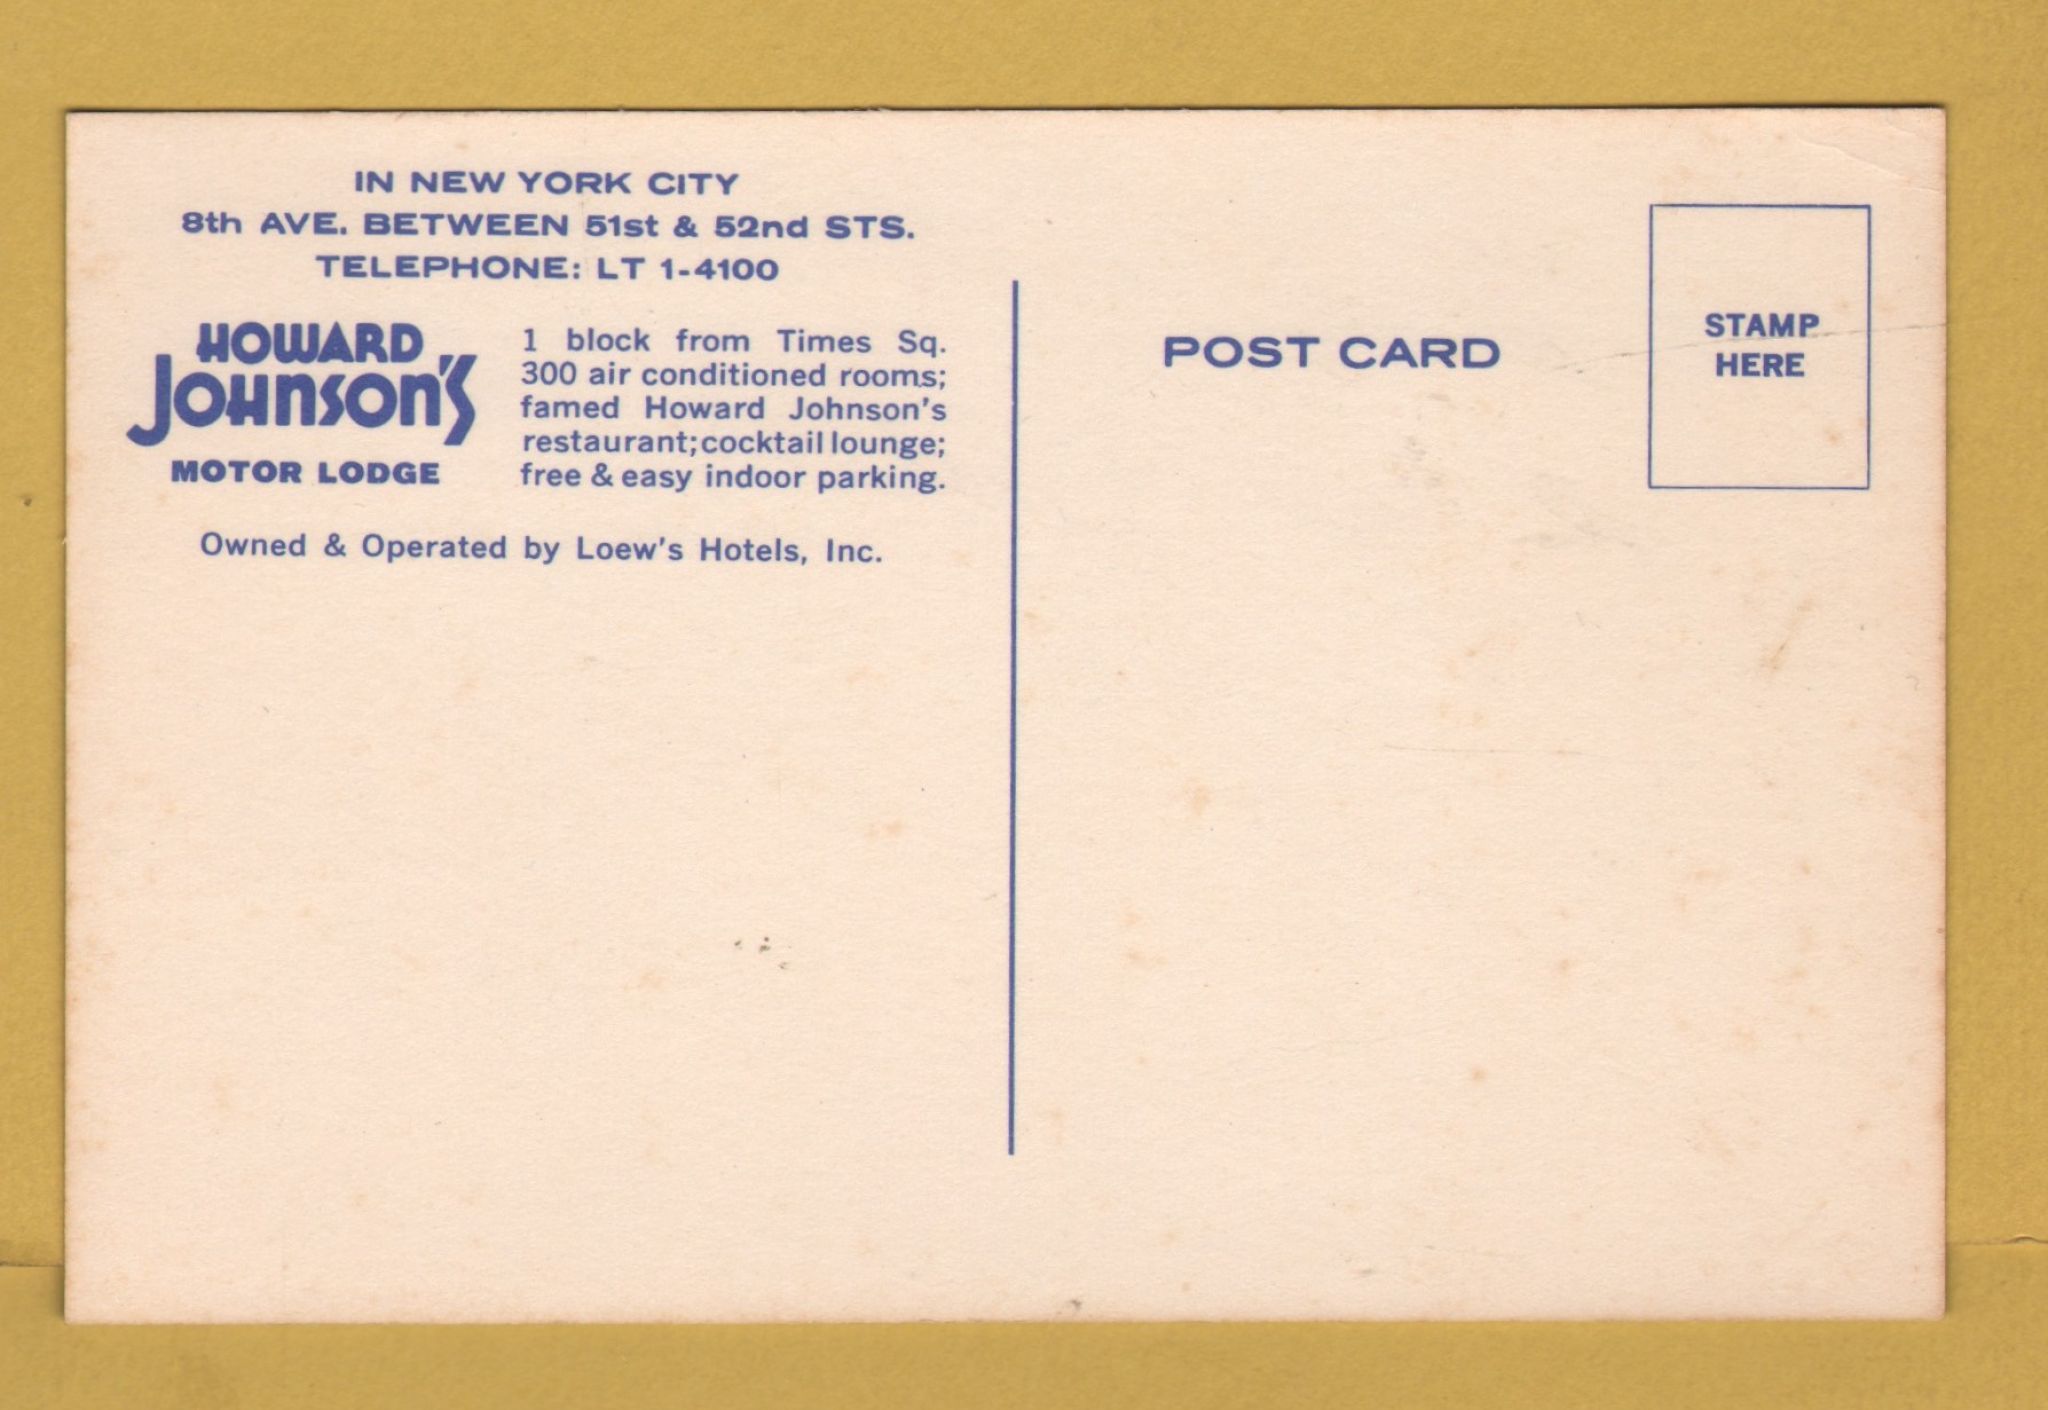 IN NEW YORK CITY
8th AVE. BETWEEN 51st & 52nd STS.
TELEPHONE: LT 1-4100
HOWARD
JOHNSON'S
MOTOR LODGE
1 block from Times Sq.
300 air conditioned rooms;
famed Howard Johnson's
restaurant; cocktail lounge;
free & easy indoor parking.
Owned & Operated by Loew's Hotels, Inc.
POST CARD
STAMP
HERE